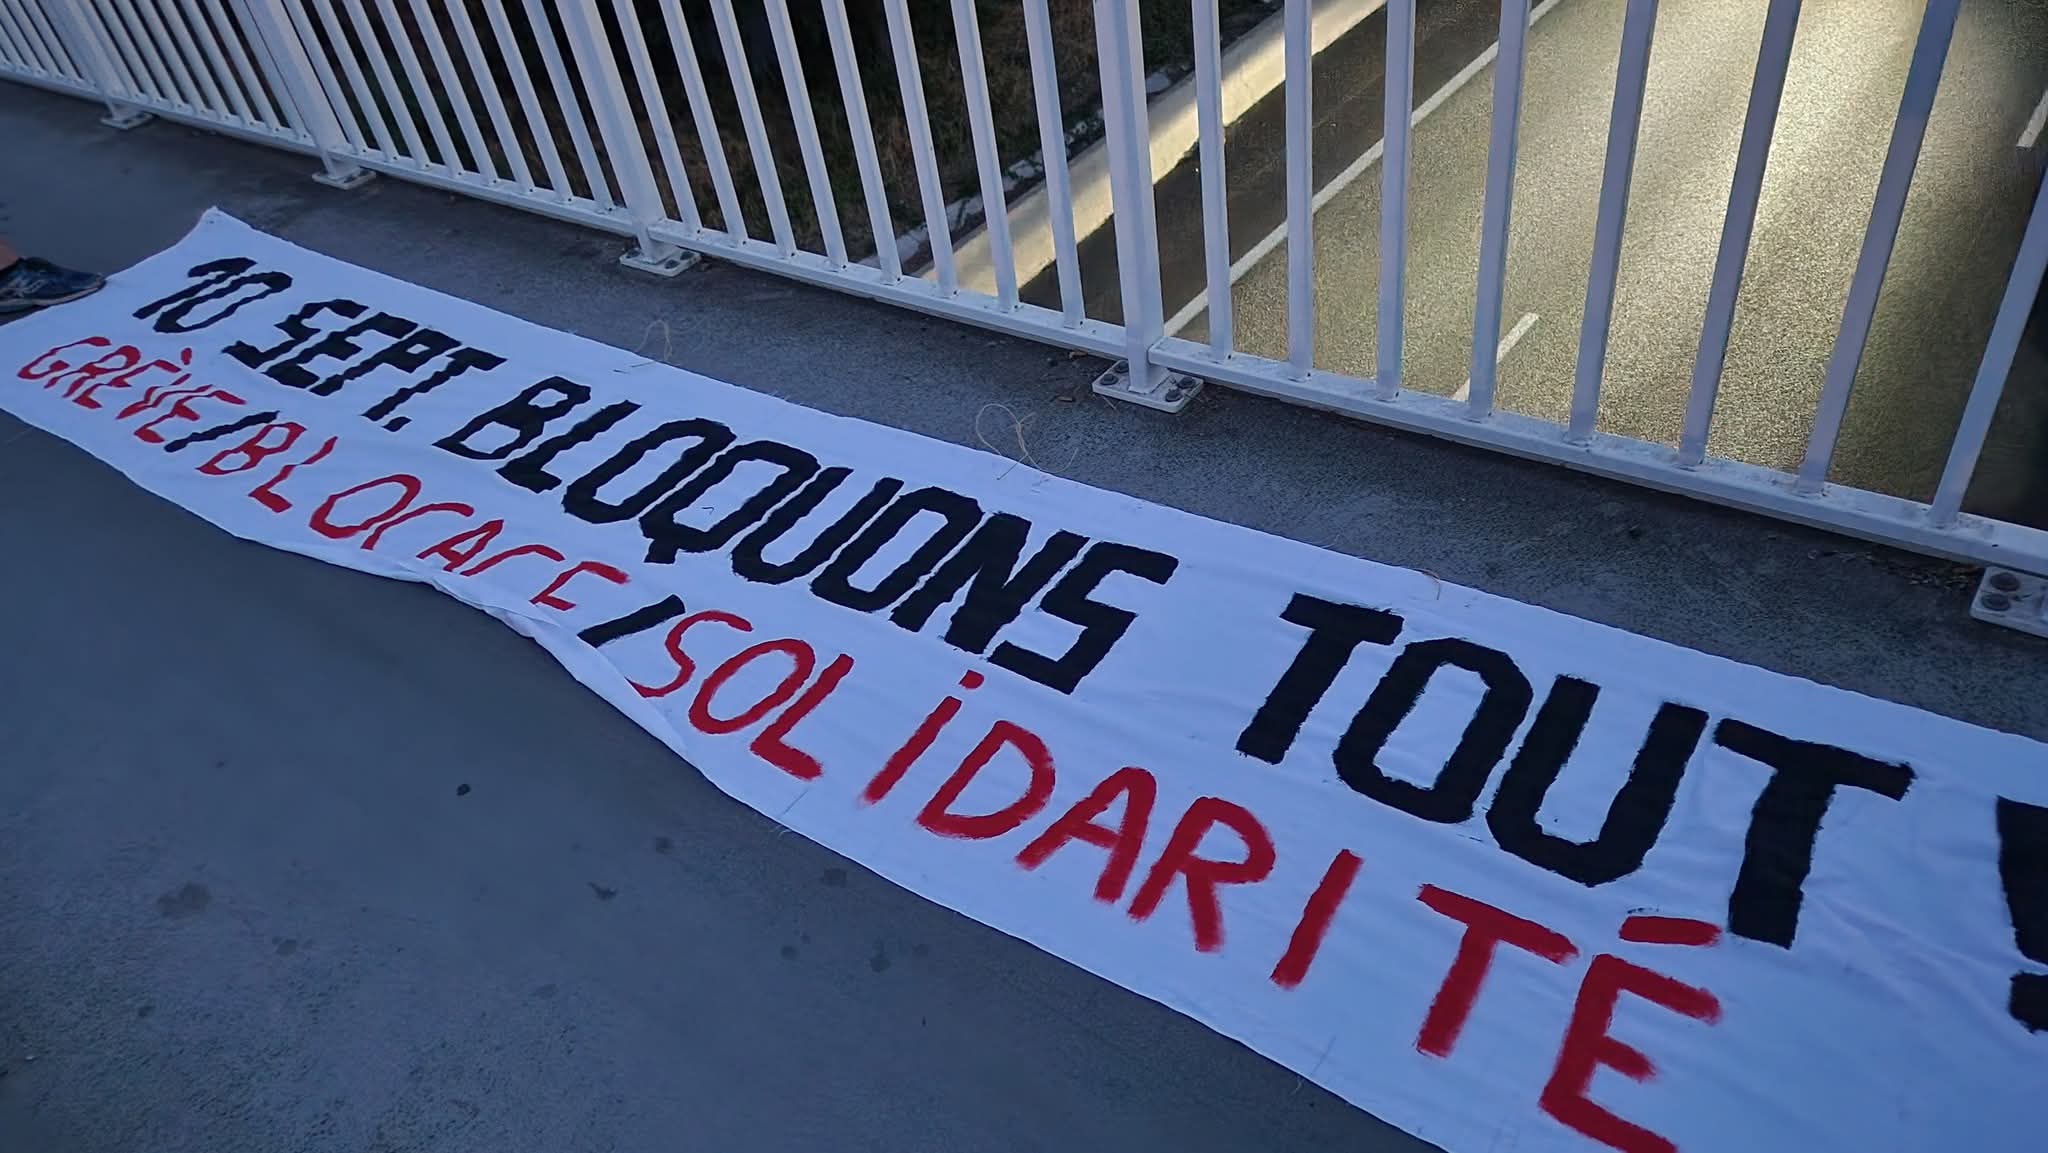 10 SEPT. BLOQUONS TOUT !
GRÈVE/BLOCAGE/SOLiDARITÉ